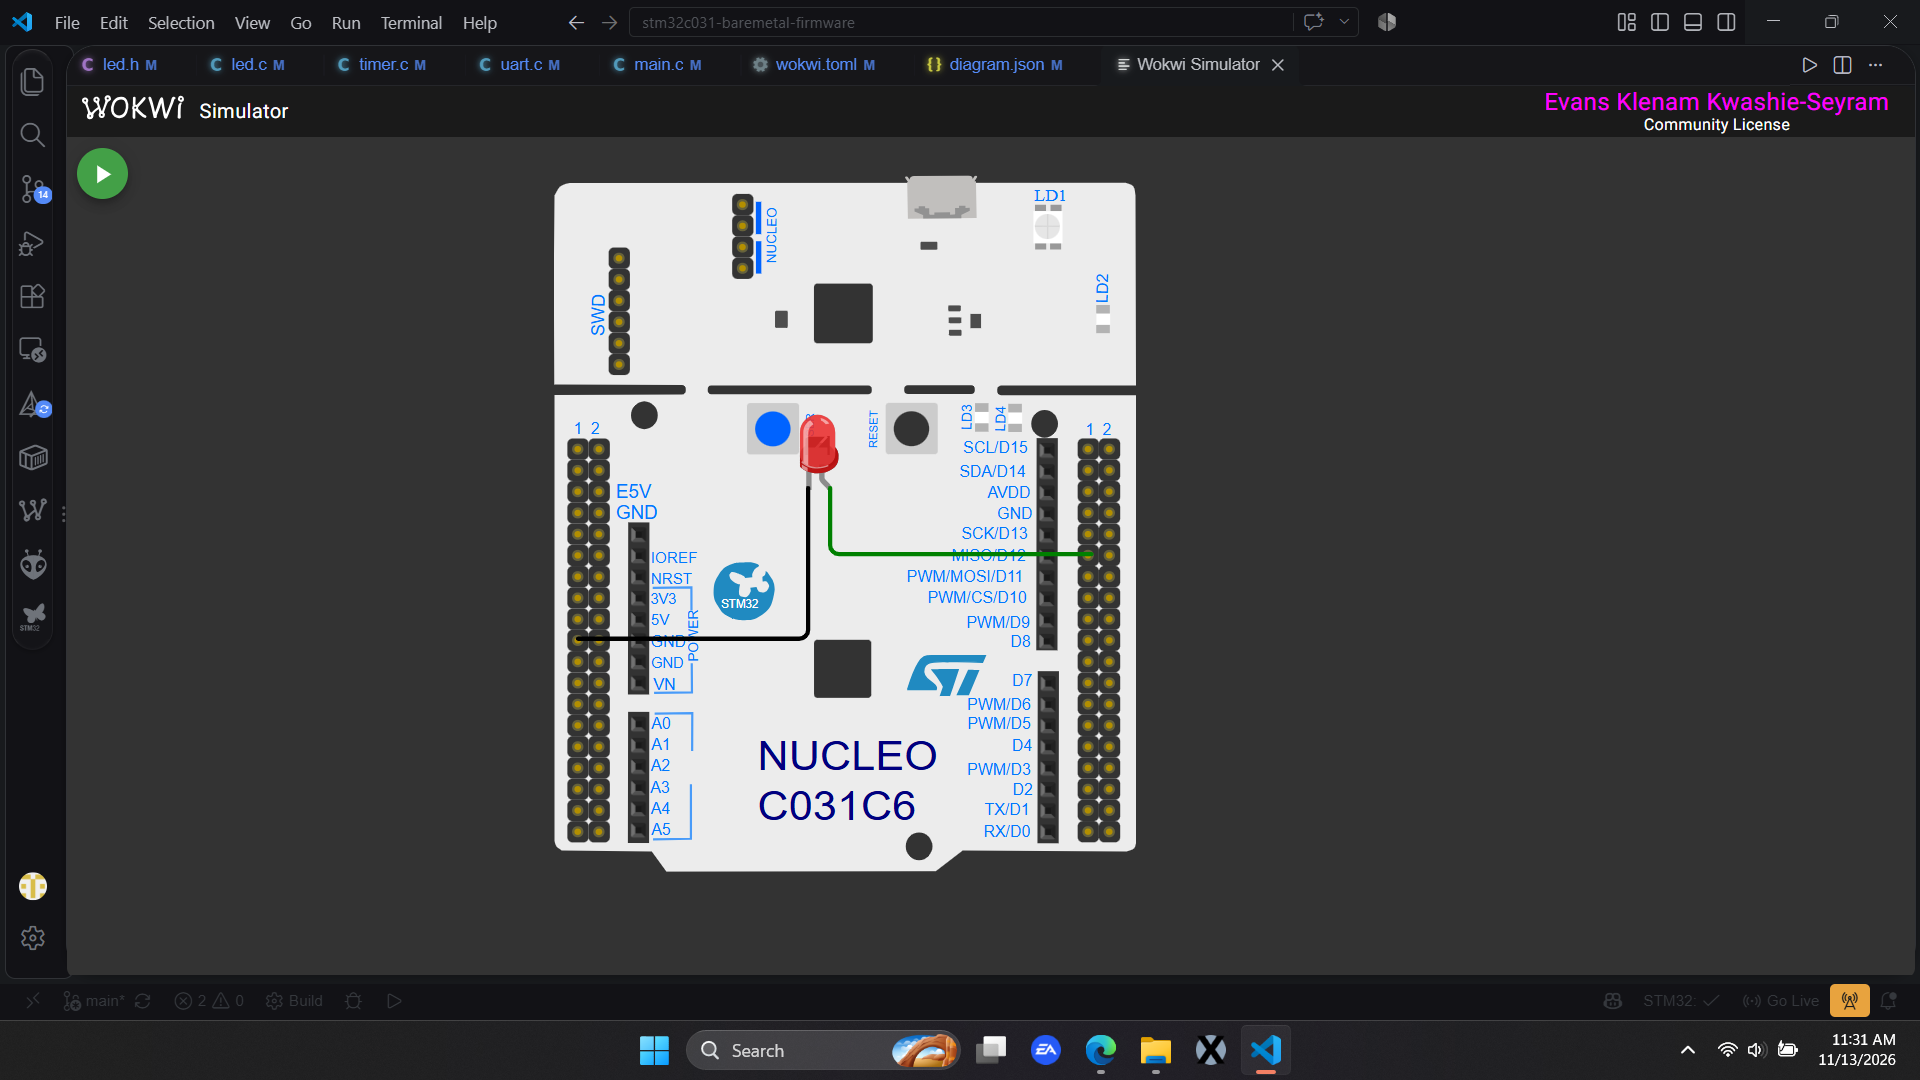 File Edit Selection View Go Run Terminal Help
stm32c031-baremetal-firmware
led.h M
led.c M
timer.c M
uart.c M
main.c M
wokwi.toml M
diagram.json M
Wokwi Simulator
WOKWi Simulator
Evans Klenam Kwashie-Seyram
Community License
14
NUCLEO
LD1
LD2
SWD
RESET
LD3
LD4
1 2
1 2
SCL/D15
SDA/D14
AVDD
GND
SCK/D13
MISO/D12
PWM/MOSI/D11
PWM/CS/D10
PWM/D9
D8
E5V
GND
IOREF
NRST
3V3
5V
GND
GND
VN
POWER
STM32
D7
PWM/D6
PWM/D5
D4
PWM/D3
D2
TX/D1
RX/D0
A0
A1
A2
A3
A4
A5
NUCLEO
C031C6
STM32
main* 2 0 Build
STM32: Go Live
Search
EA
11:31 AM
11/13/2026